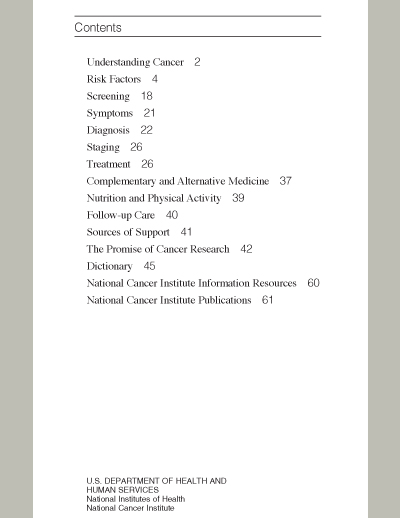 Contents
Understanding Cancer 2
Risk Factors 4
Screening 18
Symptoms 21
Diagnosis 22
Staging 26
Treatment 26
Complementary and Alternative Medicine 37
Nutrition and Physical Activity 39
Follow-up Care 40
Sources of Support 41
The Promise of Cancer Research 42
Dictionary 45
National Cancer Institute Information Resources 60
National Cancer Institute Publications 61
U.S. DEPARTMENT OF HEALTH AND
HUMAN SERVICES
National Institutes of Health
National Cancer Institute